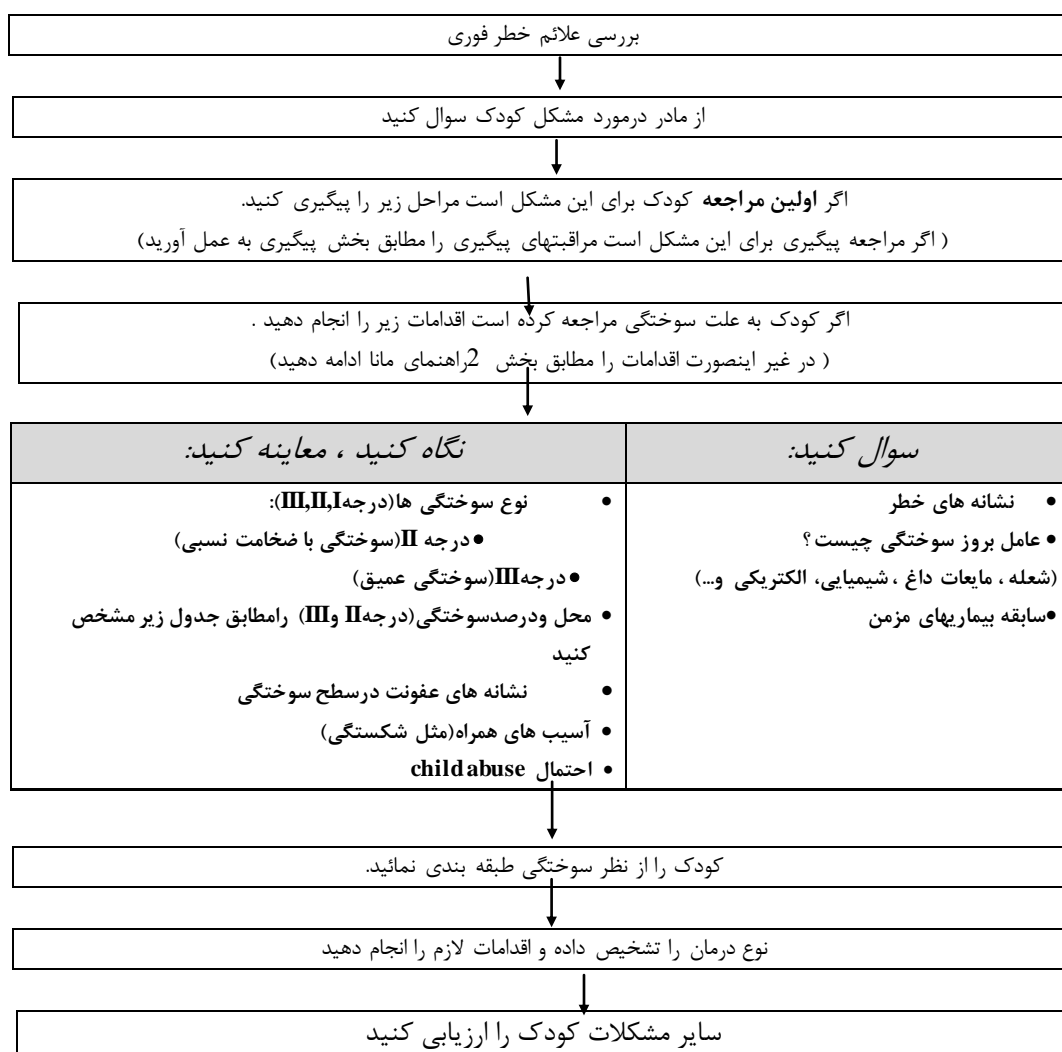 بررسی علائم خطر فوری
از مادر درمورد مشکل کودک سوال کنید
اگر اولین مراجعه کودک برای این مشکل است مراحل زیر را پیگیری کنید.
( اگر مراجعه پیگیری برای این مشکل است مراقبتهای پیگیری را مطابق بخش پیگیری به عمل آورید)
اگر کودک به علت سوختگی مراجعه کرده است اقدامات زیر را انجام دهید .
( در غیر اینصورت اقدامات را مطابق بخش 2راهنمای مانا ادامه دهید)
سوال کنید:
• نشانه های خطر
• عامل بروز سوختگی چیست؟
(شعله ، مایعات داغ ، شیمیایی، الکتریکی و...)
•سابقه بیماریهای مزمن
نگاه کنید ، معاینه کنید:
• نوع سوختگی ها(درجهIII,II,I):
•درجه II(سوختگی با ضخامت نسبی)
•درجهIII(سوختگی عمیق)
• محل ودرصدسوختگی(درجهII وIII) رامطابق جدول زیر مشخص
کنید
• نشانه های عفونت درسطح سوختگی
• آسیب های همراه(مثل شکستگی)
• احتمال child abuse
کودک را از نظر سوختگی طبقه بندی نمائید.
نوع درمان را تشخیص داده و اقدامات لازم را انجام دهید
سایر مشکلات کودک را ارزیابی کنید